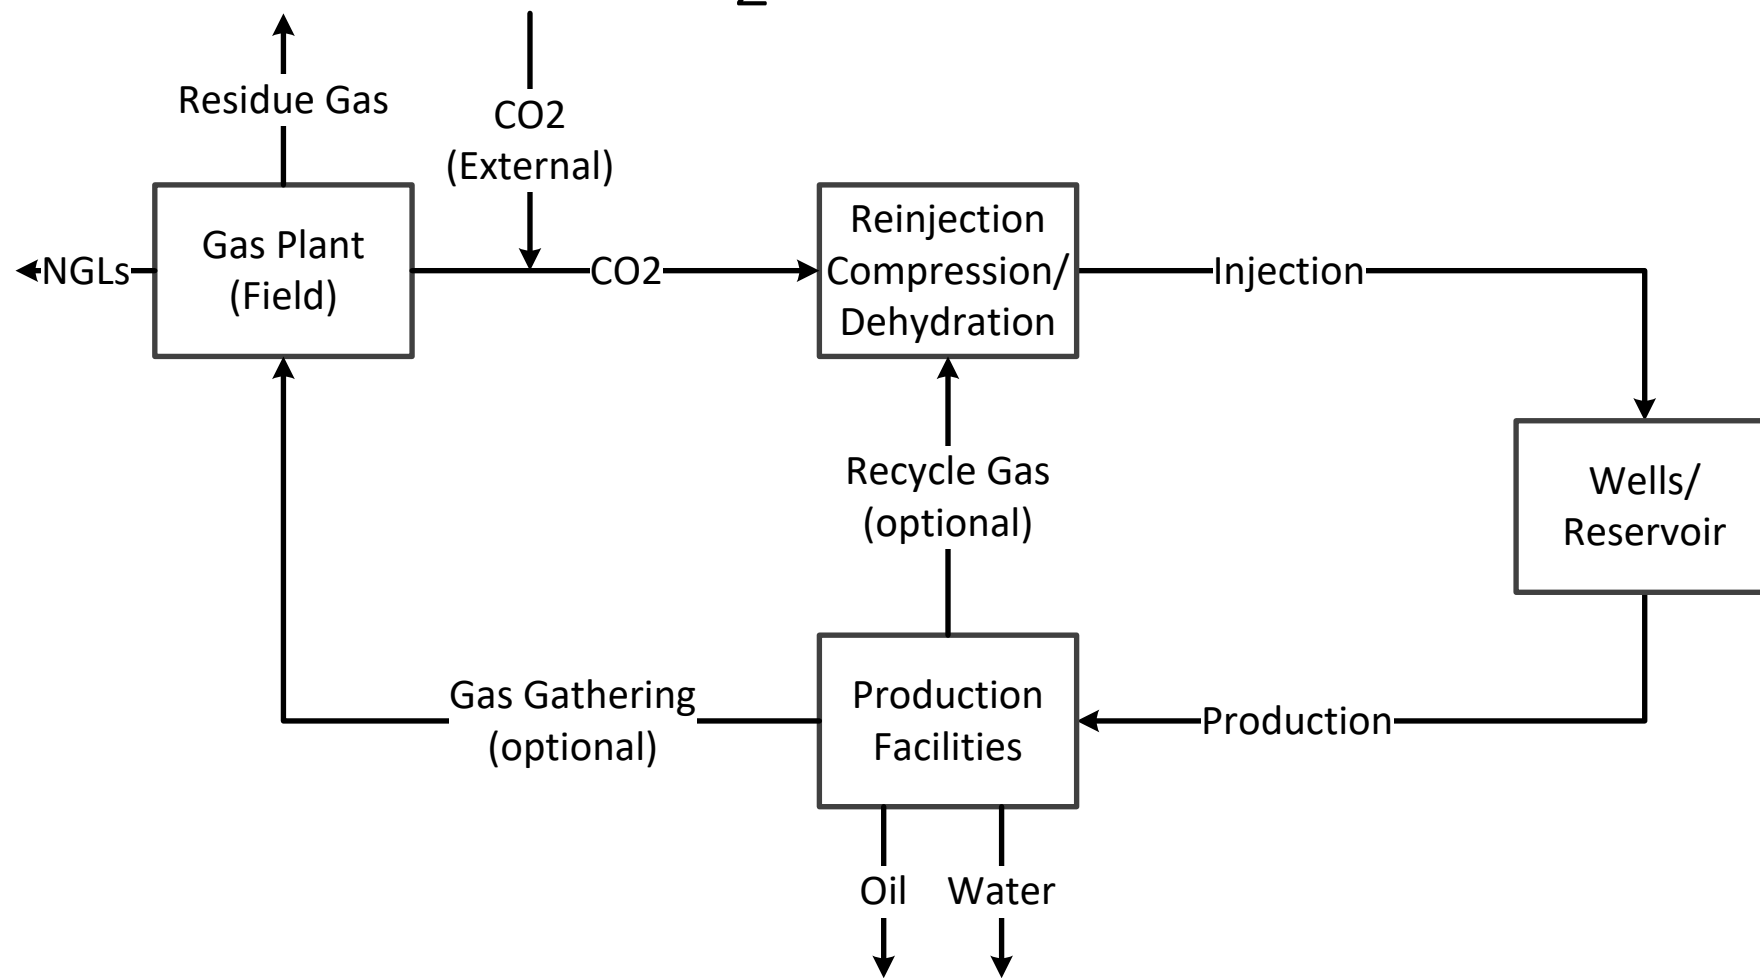 Residue Gas
CO2
(External)
Gas Plant
(Field)
NGLs
CO2
Reinjection
Compression/
Dehydration
Injection
Recycle Gas
(optional)
Wells/
Reservoir
Gas Gathering
(optional)
Production
Facilities
Production
Oil
Water